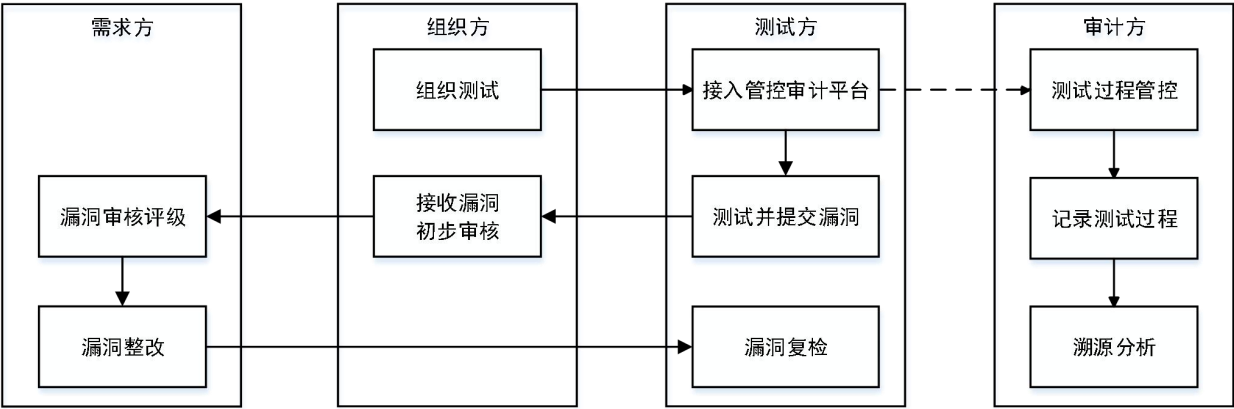 需求方
组织方
测试方
审计方
组织测试
接入管控审计平台
测试过程管控
漏洞审核评级
接收漏洞
初步审核
测试并提交漏洞
记录测试过程
漏洞整改
漏洞复检
溯源分析